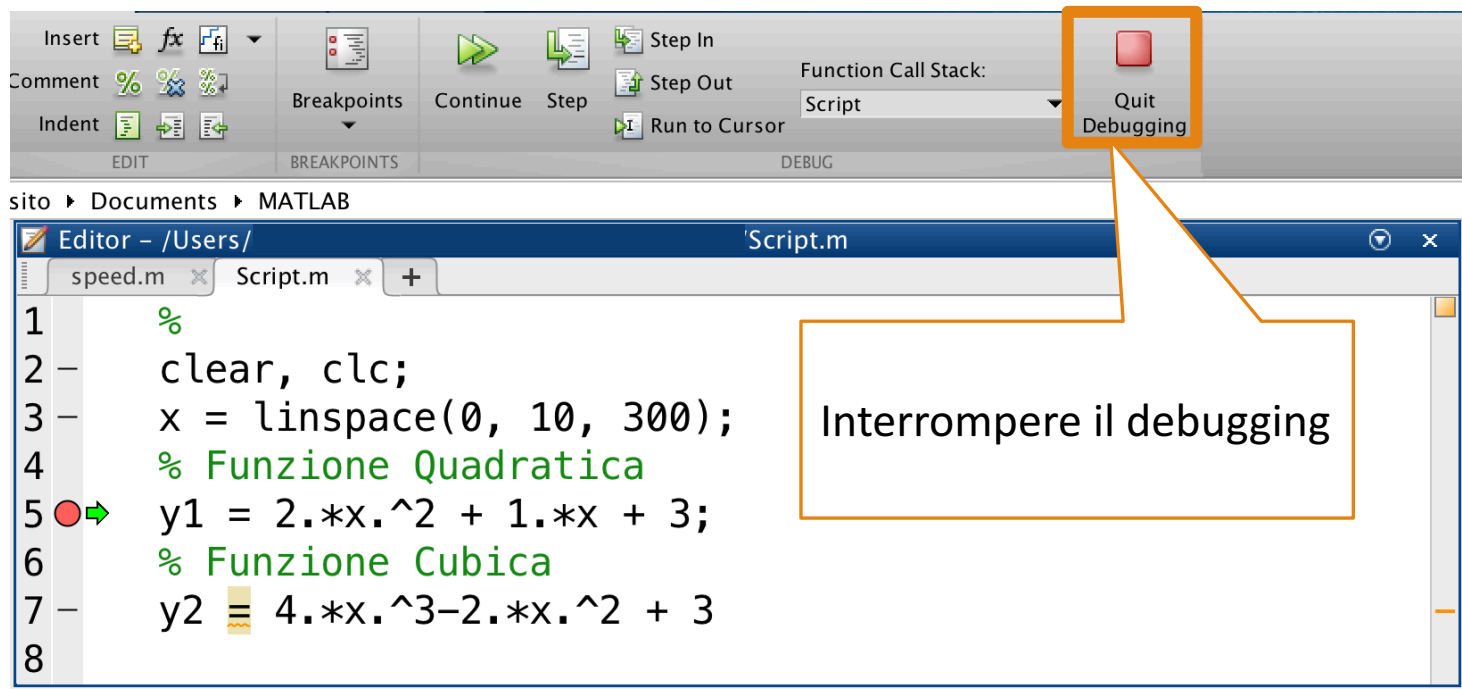 Insert fx fi
Comment % % %
Indent
Breakpoints
Continue
Step
Step In
Step Out
Run to Cursor
Function Call Stack:
Script
Quit
Debugging
EDIT
BREAKPOINTS
DEBUG
sito ▸ Documents ▸ MATLAB
Editor – /Users/ /Script.m
speed.m × Script.m × +
1 %
2 – clear, clc;
3 – x = linspace(0, 10, 300);
4 % Funzione Quadratica
5 y1 = 2.*x.^2 + 1.*x + 3;
6 % Funzione Cubica
7 – y2 = 4.*x.^3-2.*x.^2 + 3
8
Interrompere il debugging